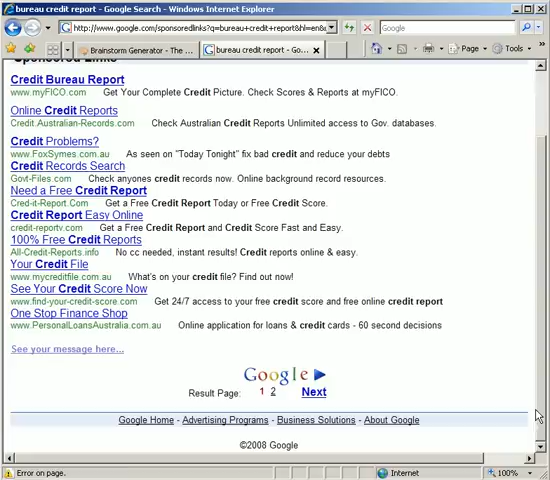 bureau credit report - Google Search - Windows Internet Explorer
http://www.google.com/sponsoredlinks?q=bureau+credit+report&hl=en&
Google
Brainstorm Generator - The ...
bureau credit report - Go...
Page
Tools
Sponsored Links
Credit Bureau Report
www.myFICO.com Get Your Complete Credit Picture. Check Scores & Reports at myFICO.
Online Credit Reports
Credit.Australian-Records.com Check Australian Credit Reports Unlimited access to Gov. databases.
Credit Problems?
www.FoxSymes.com.au As seen on "Today Tonight" fix bad credit and reduce your debts
Credit Records Search
Govt-Files.com Check anyones credit records now. Online background record resources.
Need a Free Credit Report
Cred-it-Report.Com Get a Free Credit Report Today or Free Credit Score.
Credit Report Easy Online
credit-reportv.com Get a Free Credit Report and Credit Score Fast and Easy.
100% Free Credit Reports
All-Credit-Reports.info No cc needed, instant results! Credit reports online & easy.
Your Credit File
www.mycreditfile.com.au What's on your credit file? Find out now!
See Your Credit Score Now
www.find-your-credit-score.com Get 24/7 access to your free credit score and free online credit report
One Stop Finance Shop
www.PersonalLoansAustralia.com.au Online application for loans & credit cards - 60 second decisions
See your message here...
Google
Result Page: 1 2 Next
Google Home - Advertising Programs - Business Solutions - About Google
©2008 Google
Error on page.
Internet
100%